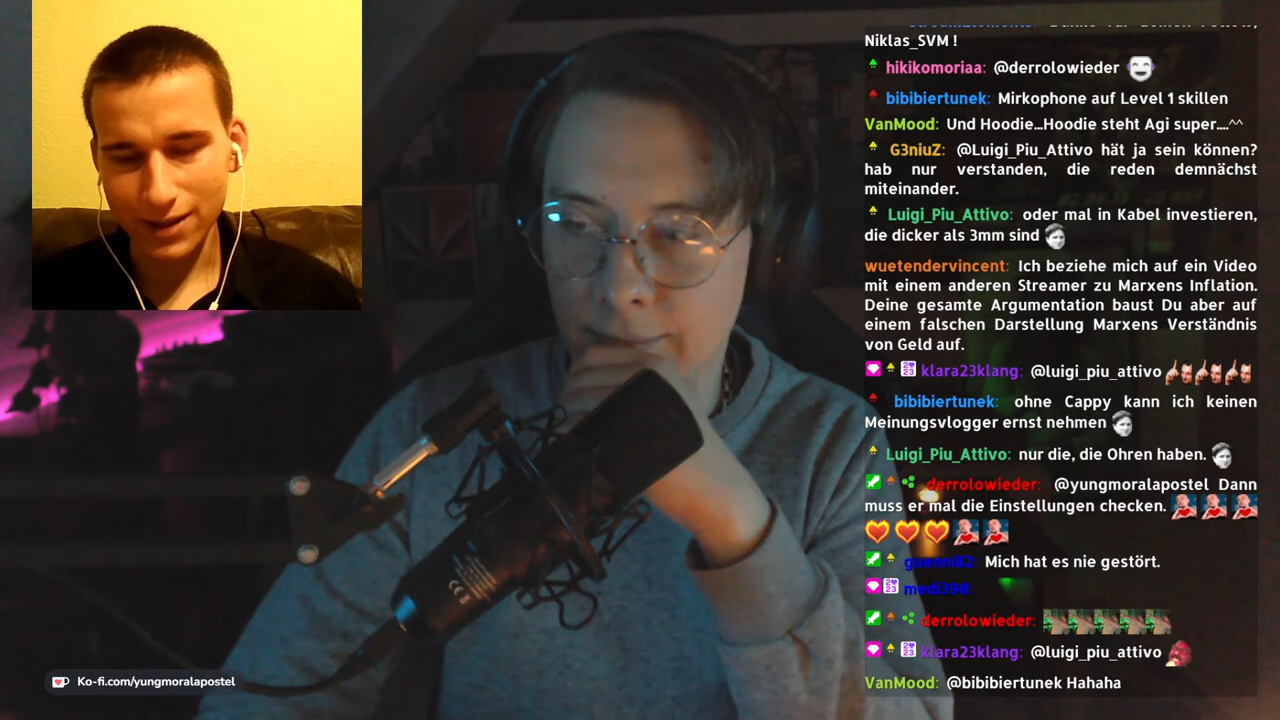 Niklas_SVM !
hikikomoriaa: @derrolowieder
bibibiertunek: Mirkophone auf Level 1 skillen
VanMood: Und Hoodie...Hoodie steht Agi super....^^
G3niuZ: @Luigi_Piu_Attivo hät ja sein können?
hab nur verstanden, die reden demnächst
miteinander.
Luigi_Piu_Attivo: oder mal in Kabel investieren,
die dicker als 3mm sind
wuetendervincent: Ich beziehe mich auf ein Video
mit einem anderen Streamer zu Marxens Inflation.
Deine gesamte Argumentation baust Du aber auf
einem falschen Darstellung Marxens Verständnis
von Geld auf.
klara23klang: @luigi_piu_attivo
bibibiertunek: ohne Cappy kann ich keinen
Meinungsvlogger ernst nehmen
Luigi_Piu_Attivo: nur die, die Ohren haben.
derrolowieder: @yungmoralapostel Dann
muss er mal die Einstellungen checken.
guenni82: Mich hat es nie gestört.
medi390:
derrolowieder:
klara23klang: @luigi_piu_attivo
VanMood: @bibibiertunek Hahaha
Ko-fi.com/yungmoralapostel